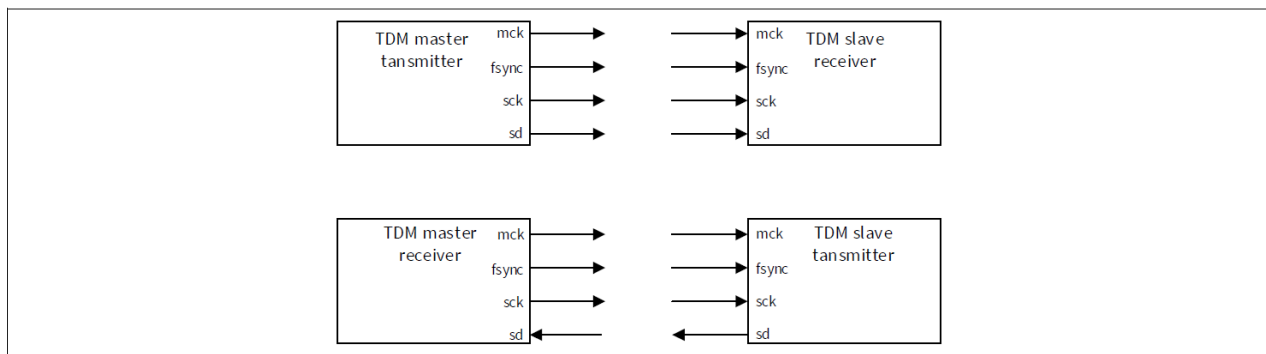 TDM master
tansmitter
mck
fsync
sck
sd
mck
fsync
sck
sd
TDM slave
receiver
TDM master
receiver
mck
fsync
sck
sd
mck
fsync
sck
sd
TDM slave
tansmitter